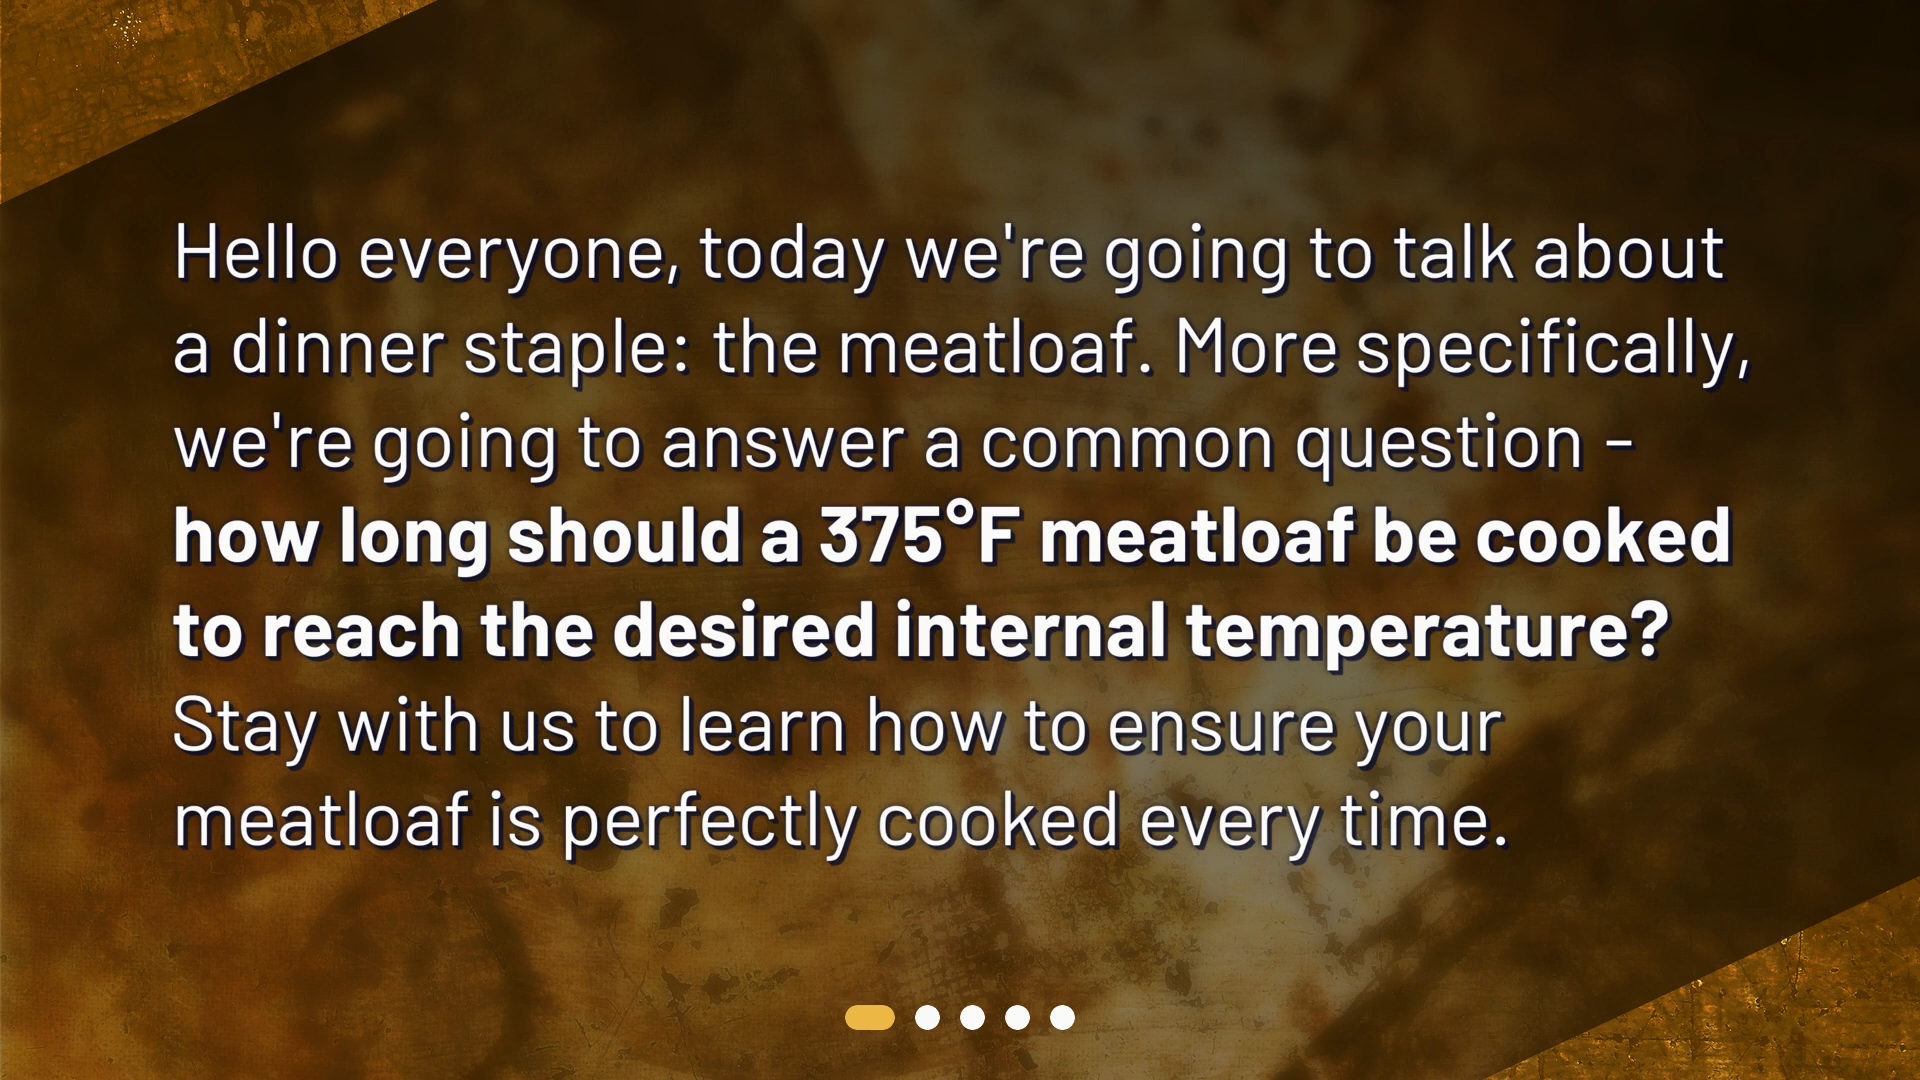 Hello everyone, today we're going to talk about
a dinner staple: the meatloaf. More specifically,
we're going to answer a common question -
how long should a 375°F meatloaf be cooked
to reach the desired internal temperature?
Stay with us to learn how to ensure your
meatloaf is perfectly cooked every time.